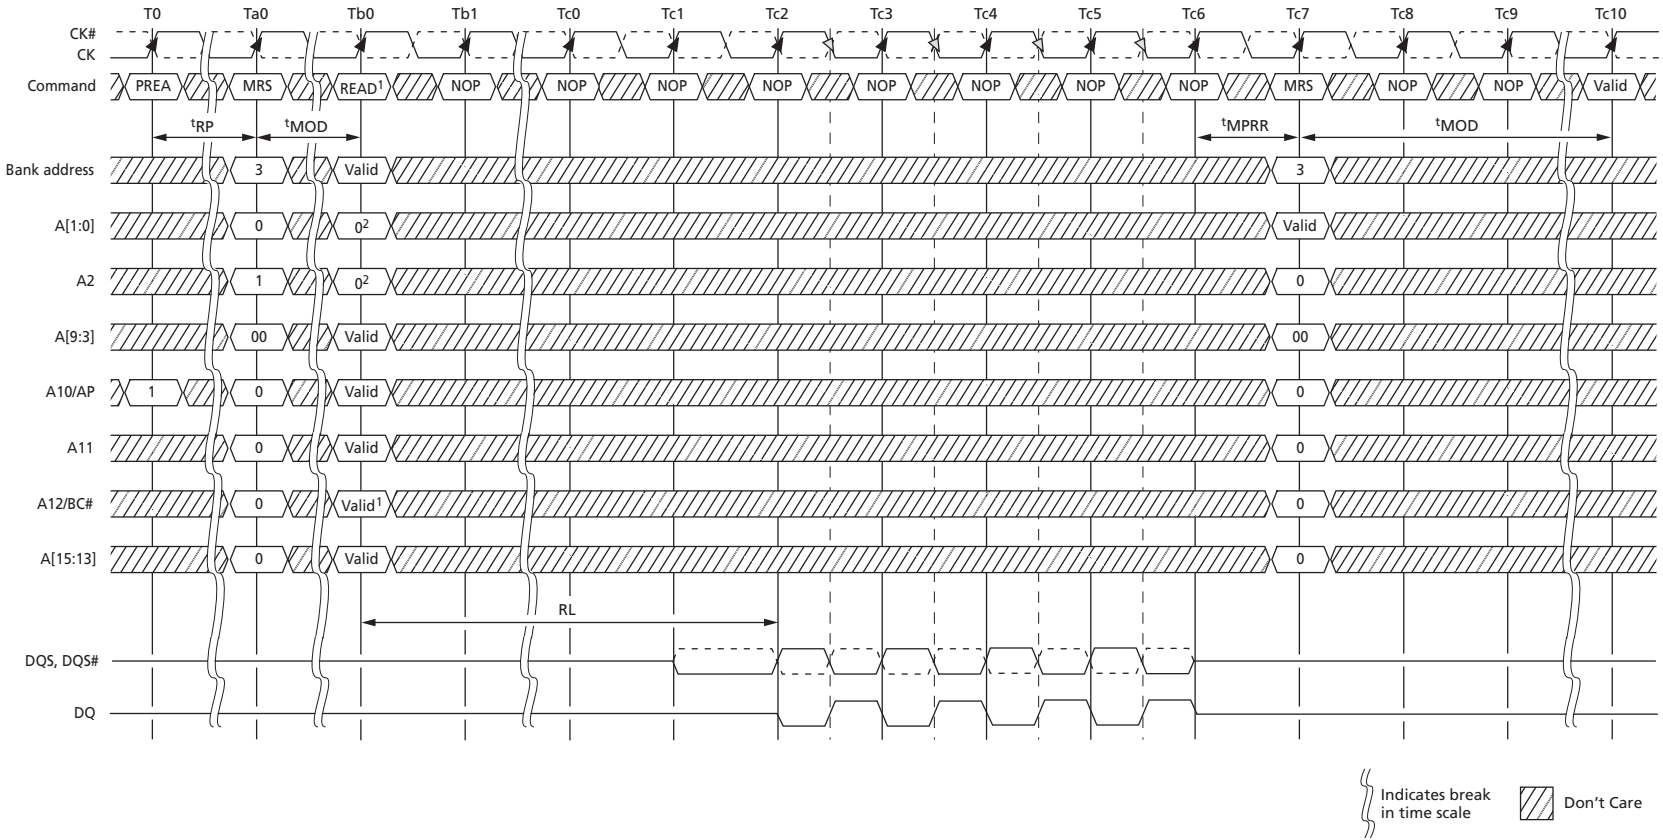 T0 Ta0 Tb0 Tb1 Tc0 Tc1 Tc2 Tc3 Tc4 Tc5 Tc6 Tc7 Tc8 Tc9 Tc10
CK#
CK
Command PREA MRS READ¹ NOP NOP NOP NOP NOP NOP NOP NOP MRS NOP NOP Valid
ᵗRP ᵗMOD ᵗMPRR ᵗMOD
Bank address 3 Valid 3
A[1:0] 0 0² Valid
A2 1 0² 0
A[9:3] 00 Valid 00
A10/AP 1 0 Valid 0
A11 0 Valid 0
A12/BC# 0 Valid¹ 0
A[15:13] 0 Valid 0
RL
DQS, DQS#
DQ
Indicates break
in time scale
Don't Care